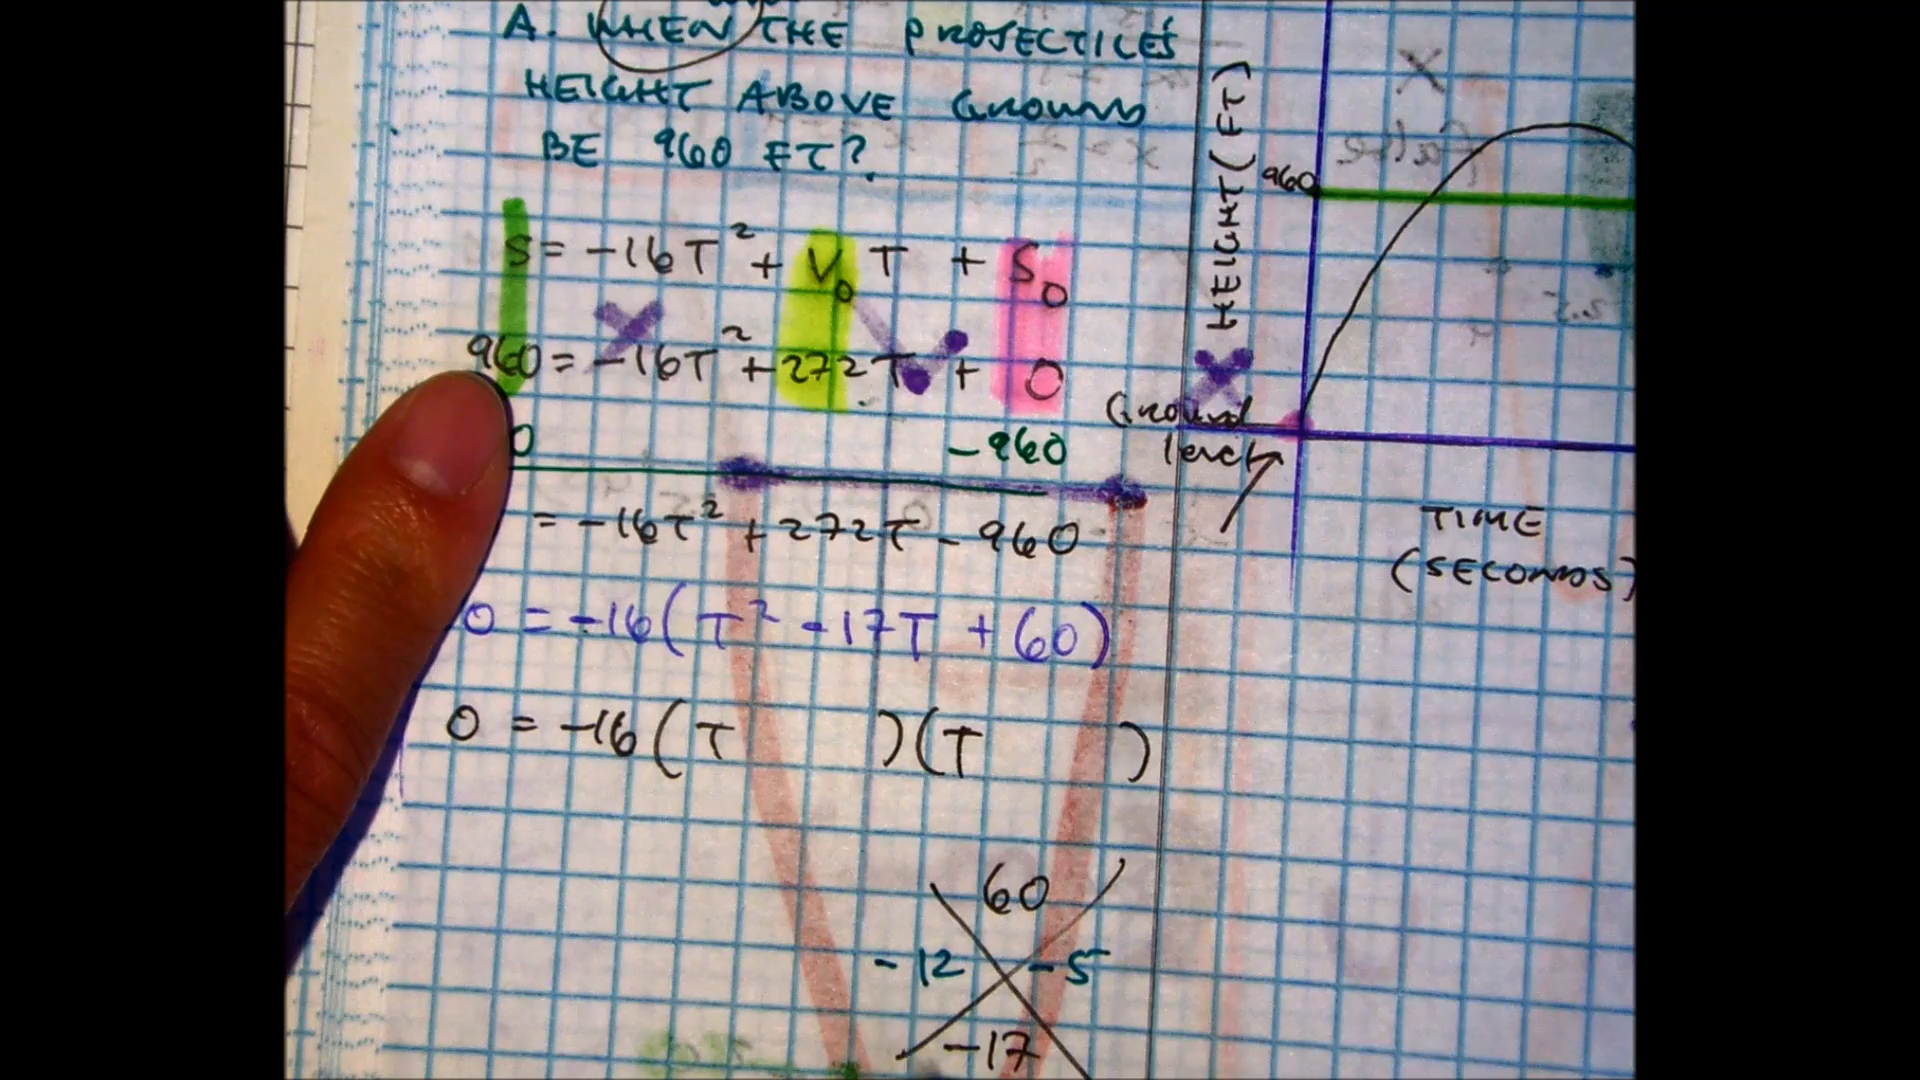 A. WHEN THE PROJECTILE'S
HEIGHT ABOVE GROUND
BE 960 FT?
S = -16T² + V₀ T + S₀
960 = -16T² + 272T + 0
0 -960
= -16T² + 272T - 960
0 = -16(T² - 17T + 60)
0 = -16(T )(T )
60
-12 -5
-17
HEIGHT (FT)
960
Ground
level
TIME
(SECONDS)